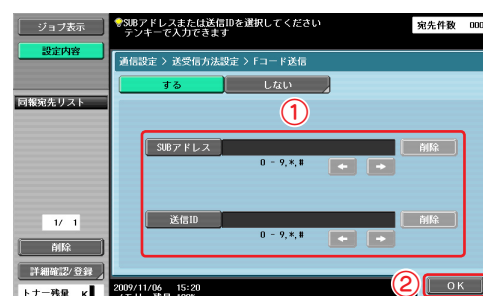 ジョブ表示
設定内容
同報宛先リスト
1/ 1
削除
詳細確認/登録
トナー残量 K
SUBアドレスまたは送信IDを選択してください
テンキーで入力できます
宛先件数 000
通信設定 > 送受信方法設定 > Fコード送信
する
しない
①
SUBアドレス
削除
0 - 9,*,#
← →
送信ID
削除
0 - 9,*,#
← →
②
OK
2009/11/06 15:20